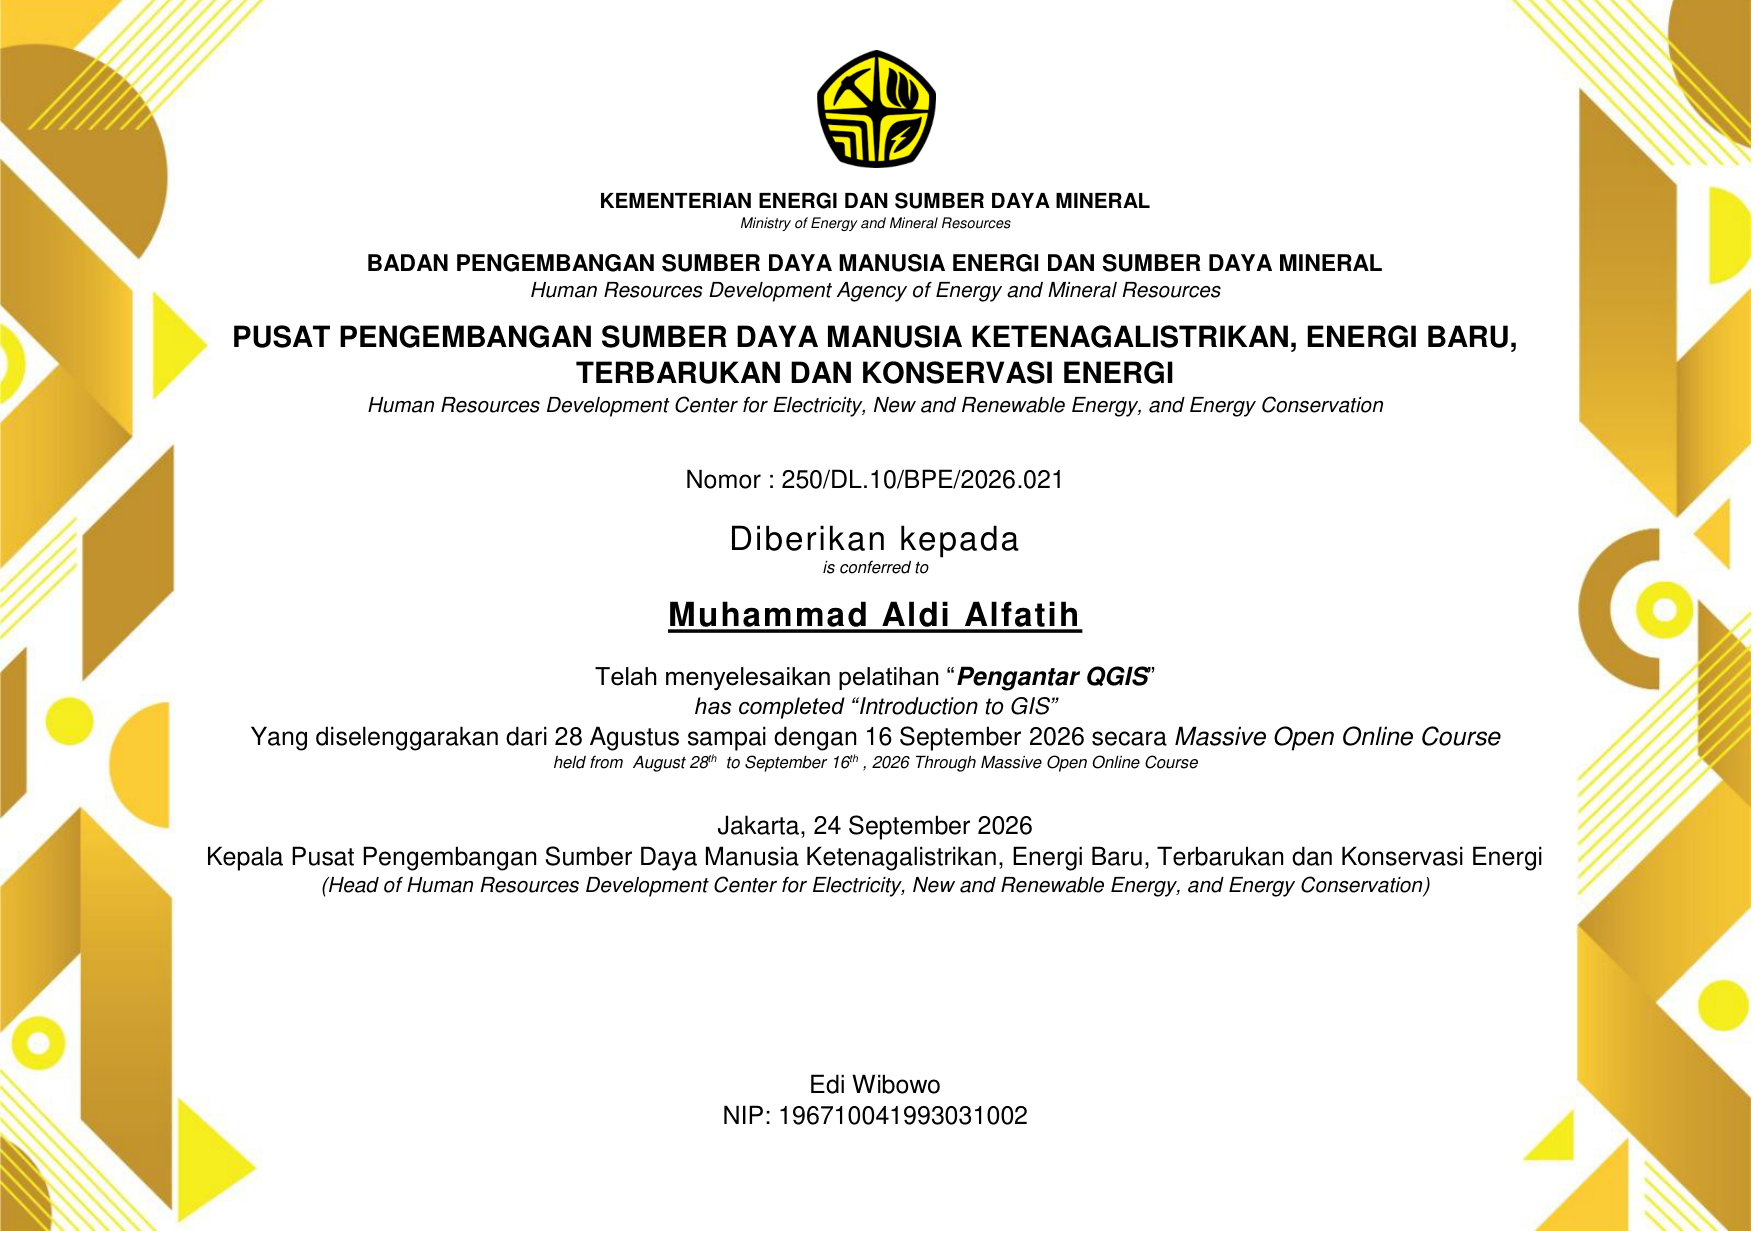 KEMENTERIAN ENERGI DAN SUMBER DAYA MINERAL
Ministry of Energy and Mineral Resources
BADAN PENGEMBANGAN SUMBER DAYA MANUSIA ENERGI DAN SUMBER DAYA MINERAL
Human Resources Development Agency of Energy and Mineral Resources
PUSAT PENGEMBANGAN SUMBER DAYA MANUSIA KETENAGALISTRIKAN, ENERGI BARU,
TERBARUKAN DAN KONSERVASI ENERGI
Human Resources Development Center for Electricity, New and Renewable Energy, and Energy Conservation
Nomor : 250/DL.10/BPE/2026.021
Diberikan kepada
is conferred to
Muhammad Aldi Alfatih
Telah menyelesaikan pelatihan “Pengantar QGIS”
has completed “Introduction to GIS”
Yang diselenggarakan dari 28 Agustus sampai dengan 16 September 2026 secara Massive Open Online Course
held from August 28th to September 16th , 2026 Through Massive Open Online Course
Jakarta, 24 September 2026
Kepala Pusat Pengembangan Sumber Daya Manusia Ketenagalistrikan, Energi Baru, Terbarukan dan Konservasi Energi
(Head of Human Resources Development Center for Electricity, New and Renewable Energy, and Energy Conservation)
Edi Wibowo
NIP: 196710041993031002